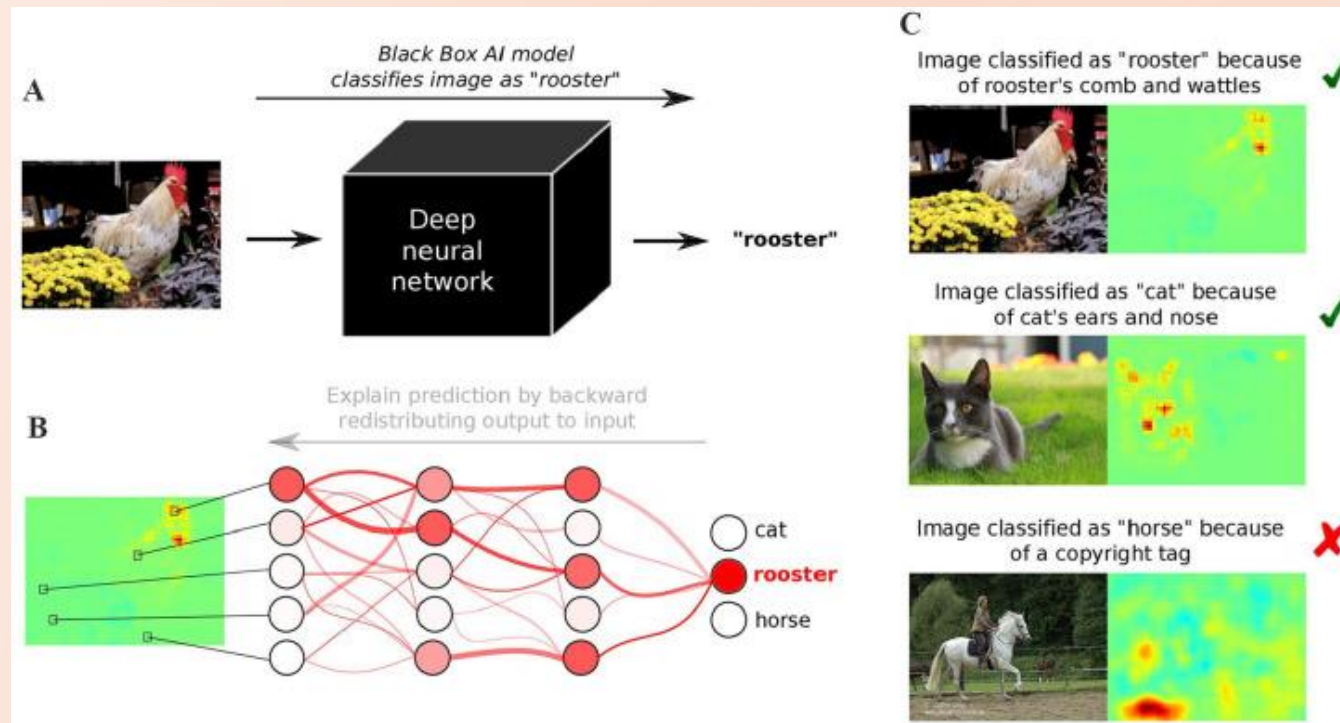 A
Black Box AI model
classifies image as "rooster"
Deep
neural
network
"rooster"
B
Explain prediction by backward
redistributing output to input
cat
rooster
horse
C
Image classified as "rooster" because
of rooster's comb and wattles
Image classified as "cat" because
of cat's ears and nose
Image classified as "horse" because
of a copyright tag